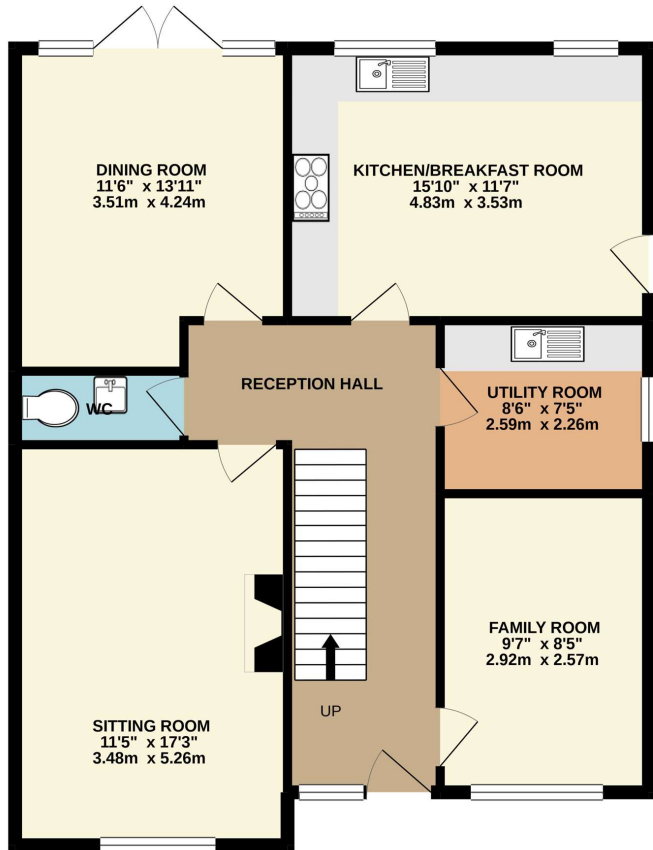 DINING ROOM
11'6" x 13'11"
3.51m x 4.24m
KITCHEN/BREAKFAST ROOM
15'10" x 11'7"
4.83m x 3.53m
RECEPTION HALL
WC
UTILITY ROOM
8'6" x 7'5"
2.59m x 2.26m
FAMILY ROOM
9'7" x 8'5"
2.92m x 2.57m
UP
SITTING ROOM
11'5" x 17'3"
3.48m x 5.26m